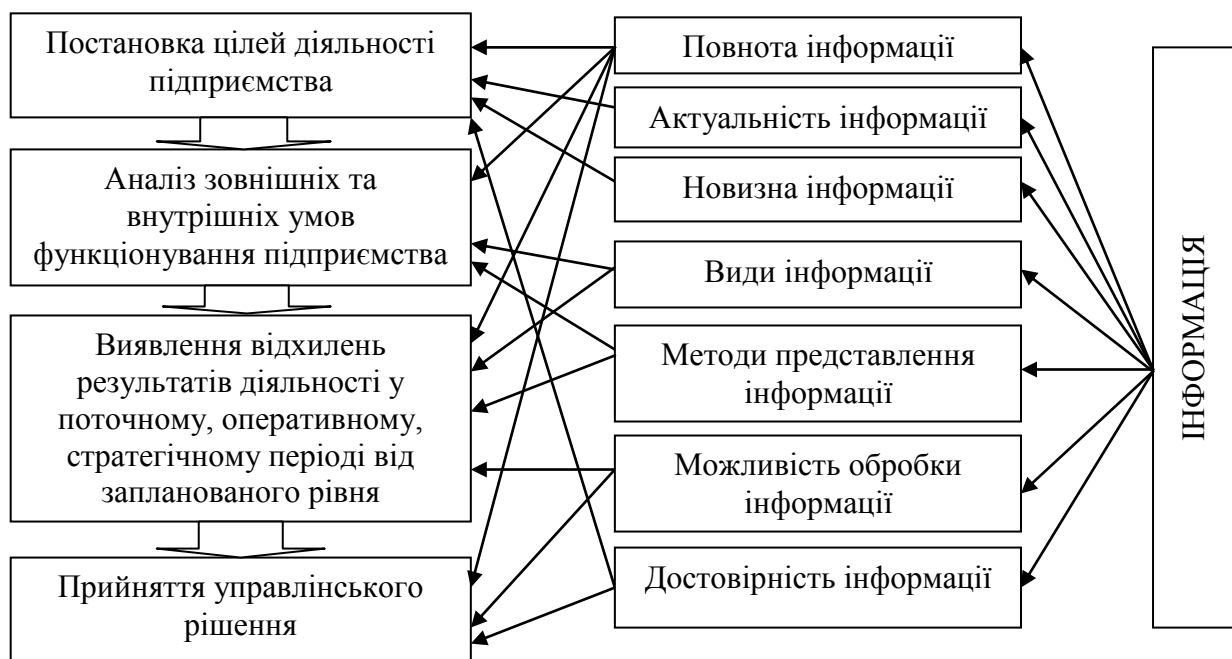 Постановка цілей діяльності
підприємства
Аналіз зовнішніх та
внутрішніх умов
функціонування підприємства
Виявлення відхилень
результатів діяльності у
поточному, оперативному,
стратегічному періоді від
запланованого рівня
Прийняття управлінського
рішення
Повнота інформації
Актуальність інформації
Новизна інформації
Види інформації
Методи представлення
інформації
Можливість обробки
інформації
Достовірність інформації
ІНФОРМАЦІЯ